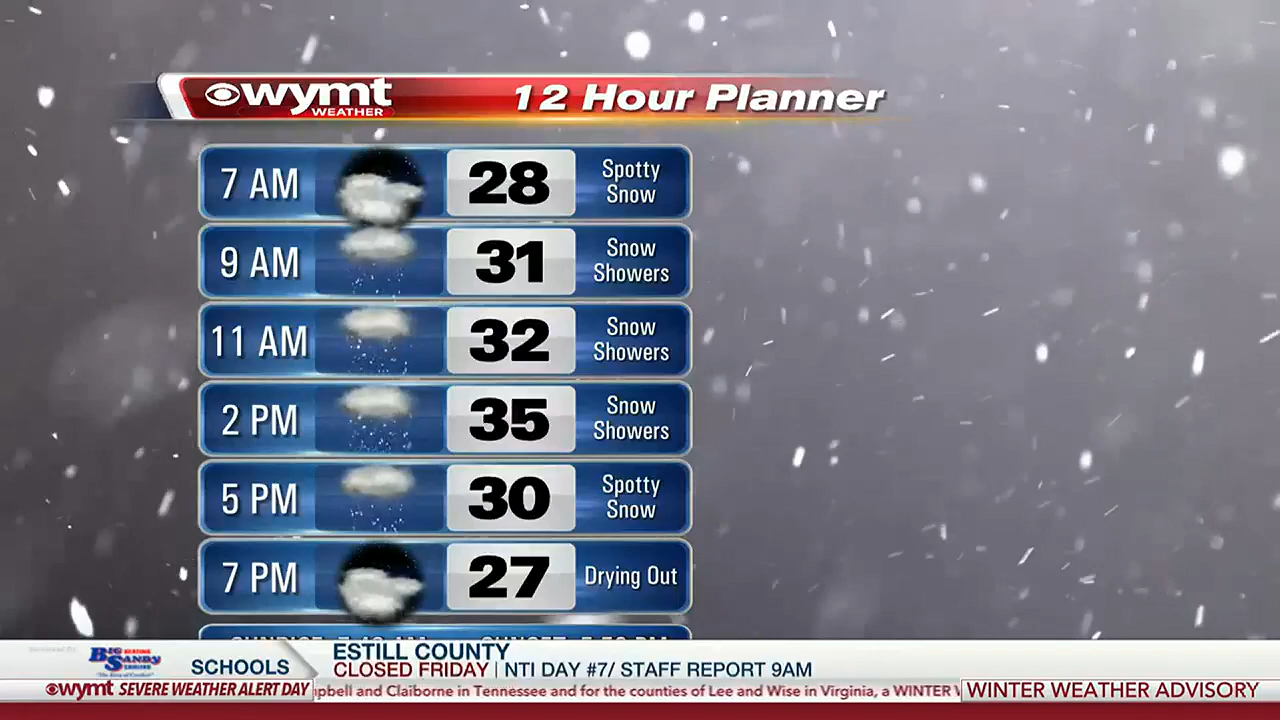 wymt
WEATHER
12 Hour Planner
7 AM 28 Spotty Snow
9 AM 31 Snow Showers
11 AM 32 Snow Showers
2 PM 35 Snow Showers
5 PM 30 Spotty Snow
7 PM 27 Drying Out
BIG SANDY
SCHOOLS
ESTILL COUNTY
CLOSED FRIDAY | NTI DAY #7/ STAFF REPORT 9AM
wymt SEVERE WEATHER ALERT DAY
and Claiborne in Tennessee and for the counties of Lee and Wise in Virginia, a WINTER
WINTER WEATHER ADVISORY